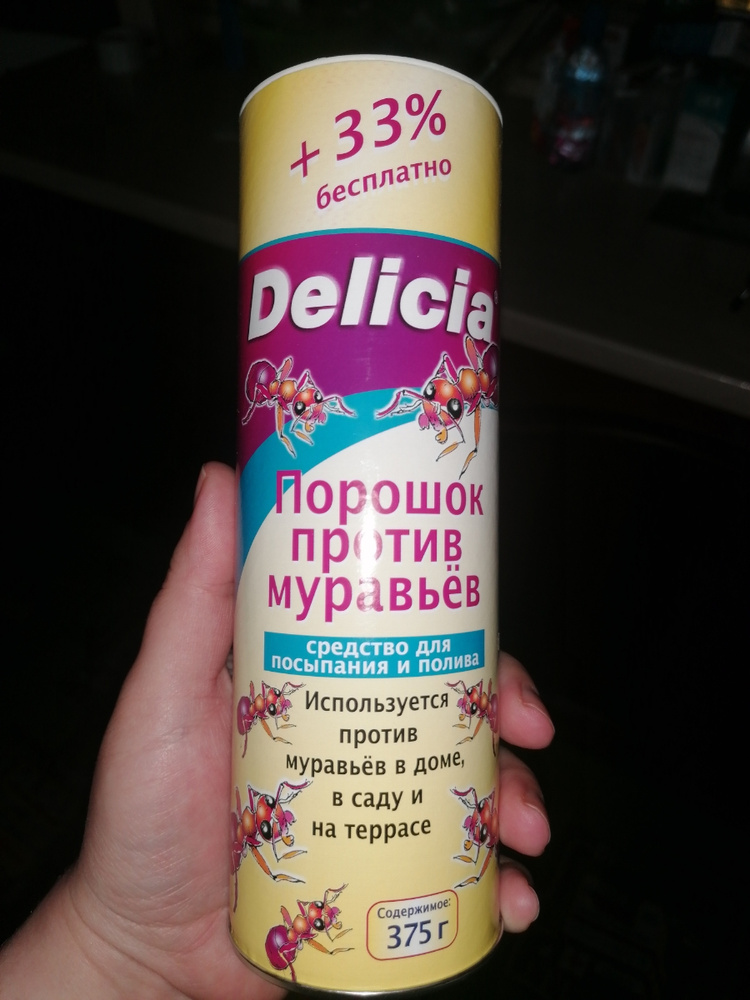 + 33%
бесплатно
Delicia
Порошок
против
муравьёв
средство для
посыпания и полива
Используется
против
муравьёв в доме,
в саду и
на террасе
Содержимое:
375 г